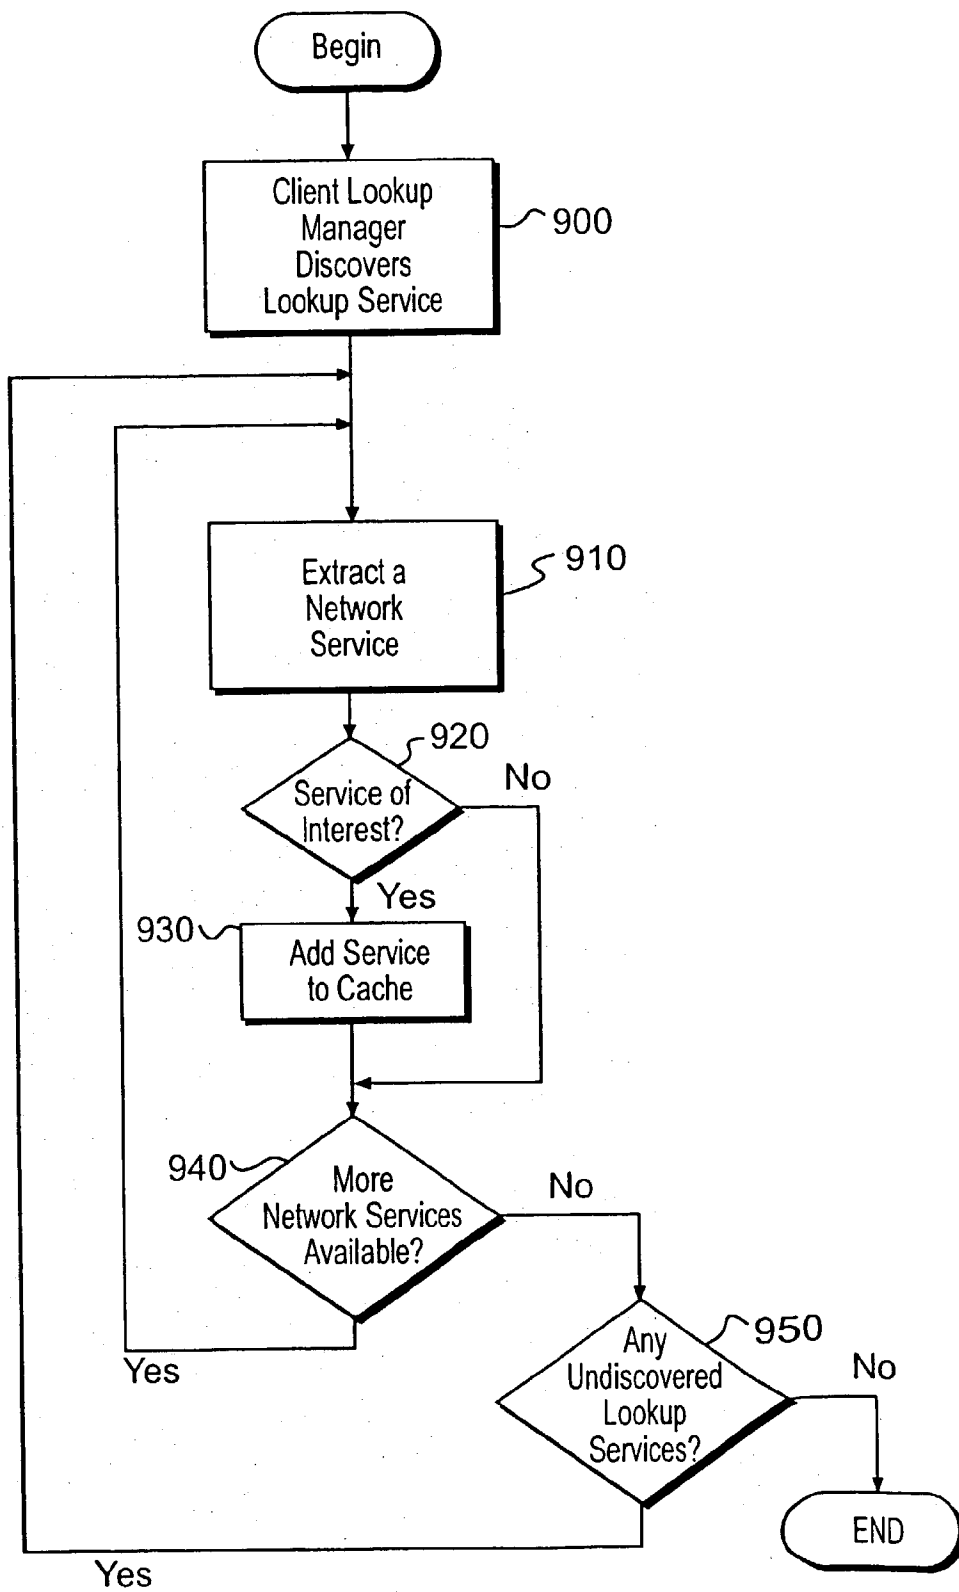 Begin
Client Lookup
Manager
Discovers
Lookup Service
900
Extract a
Network
Service
910
920
Service of
Interest?
No
Yes
930
Add Service
to Cache
940
More
Network Services
Available?
No
Yes
950
Any
Undiscovered
Lookup
Services?
No
END
Yes